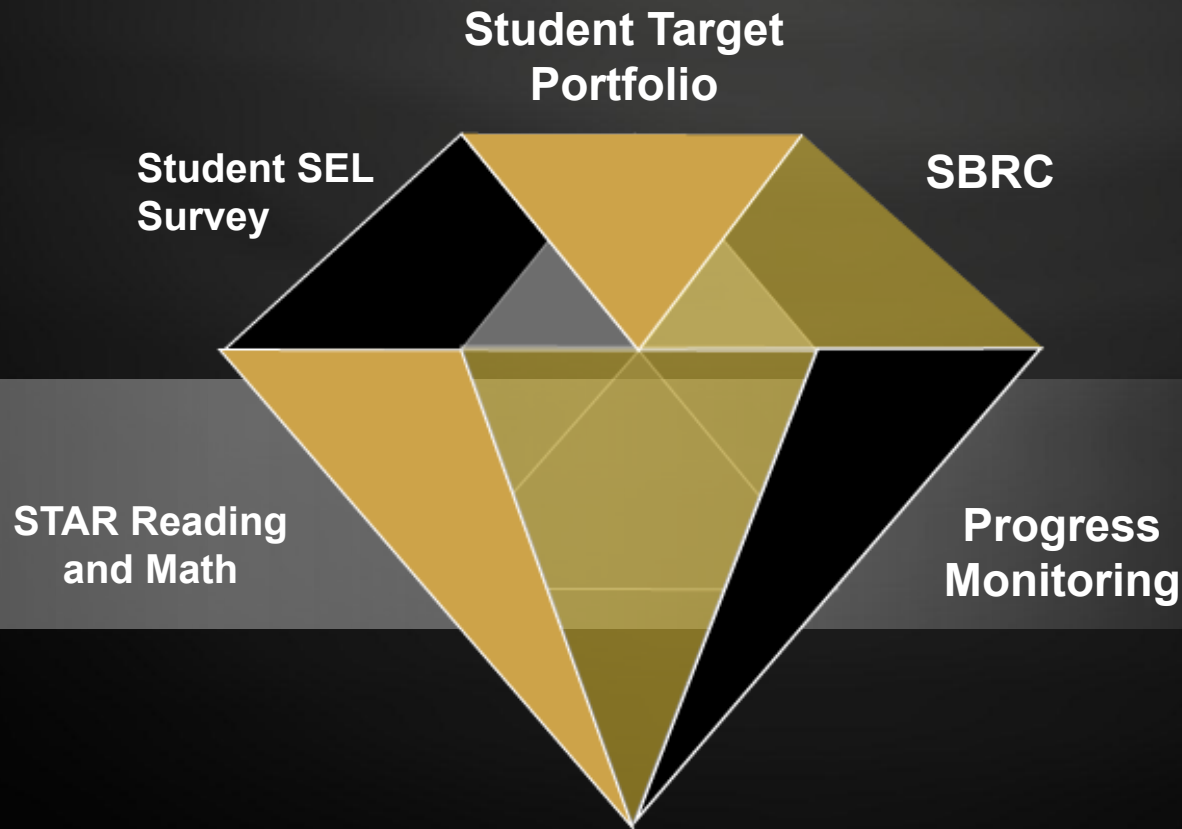 Student Target
Portfolio
Student SEL
Survey
SBRC
STAR Reading
and Math
Progress
Monitoring